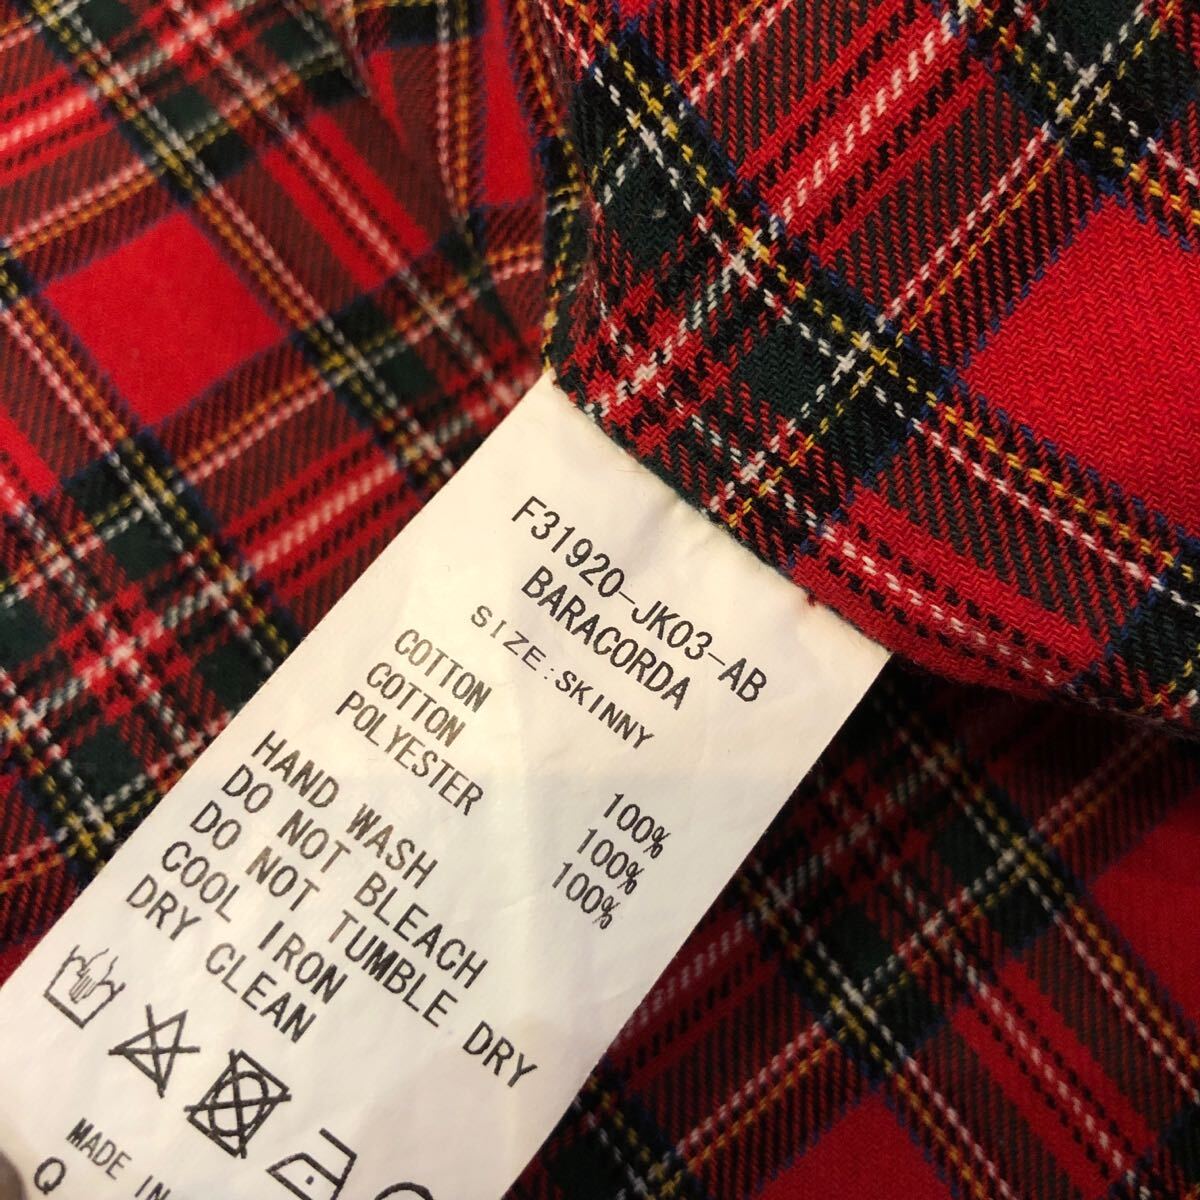 F31920-JK03-AB
BARACORDA
SIZE:SKINNY
COTTON 100%
COTTON 100%
POLYESTER 100%
HAND WASH
DO NOT BLEACH
DO NOT TUMBLE DRY
COOL IRON
DRY CLEAN
MADE IN
Q